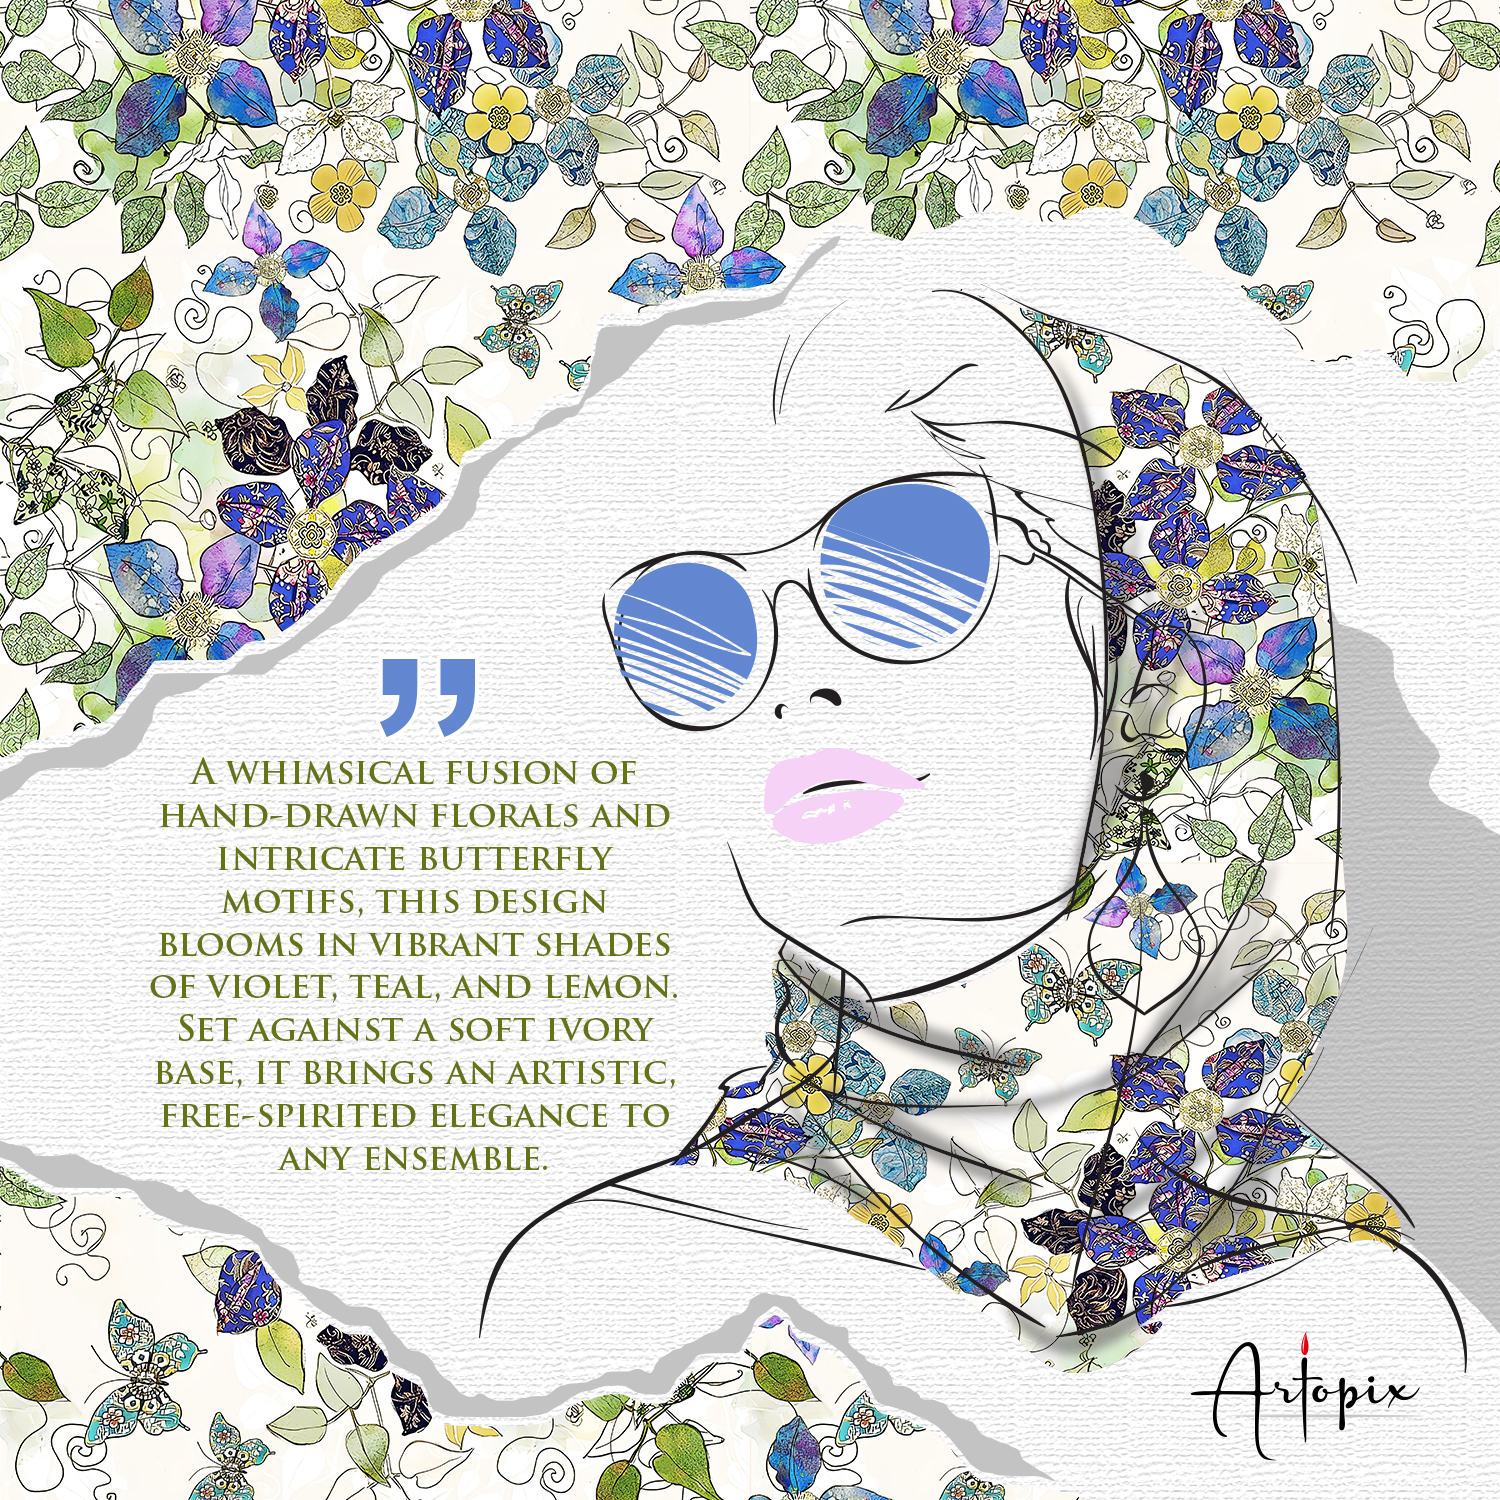 ”
A WHIMSICAL FUSION OF
HAND-DRAWN FLORALS AND
INTRICATE BUTTERFLY
MOTIFS, THIS DESIGN
BLOOMS IN VIBRANT SHADES
OF VIOLET, TEAL, AND LEMON.
SET AGAINST A SOFT IVORY
BASE, IT BRINGS AN ARTISTIC,
FREE-SPIRITED ELEGANCE TO
ANY ENSEMBLE.
Artopix